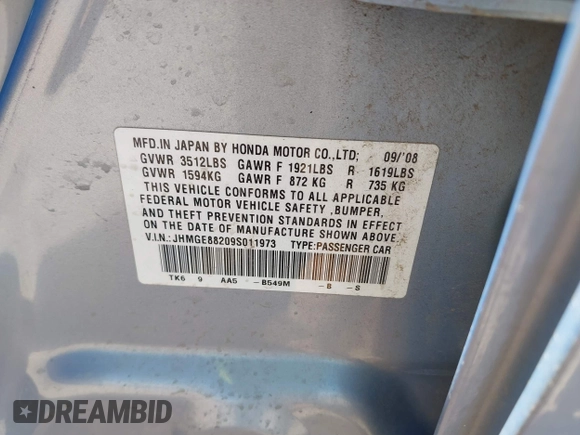 MFD.IN JAPAN BY HONDA MOTOR CO.,LTD; 09/'08
GVWR 3512LBS GAWR F 1921LBS R 1619LBS
GVWR 1594KG GAWR F 872 KG R 735 KG
THIS VEHICLE CONFORMS TO ALL APPLICABLE
FEDERAL MOTOR VEHICLE SAFETY ,BUMPER,
AND THEFT PREVENTION STANDARDS IN EFFECT
ON THE DATE OF MANUFACTURE SHOWN ABOVE.
V.I.N.: JHMGE88209S011973 TYPE:PASSENGER CAR
TK6 9 AA5 -B549M -B -S
DREAMBID